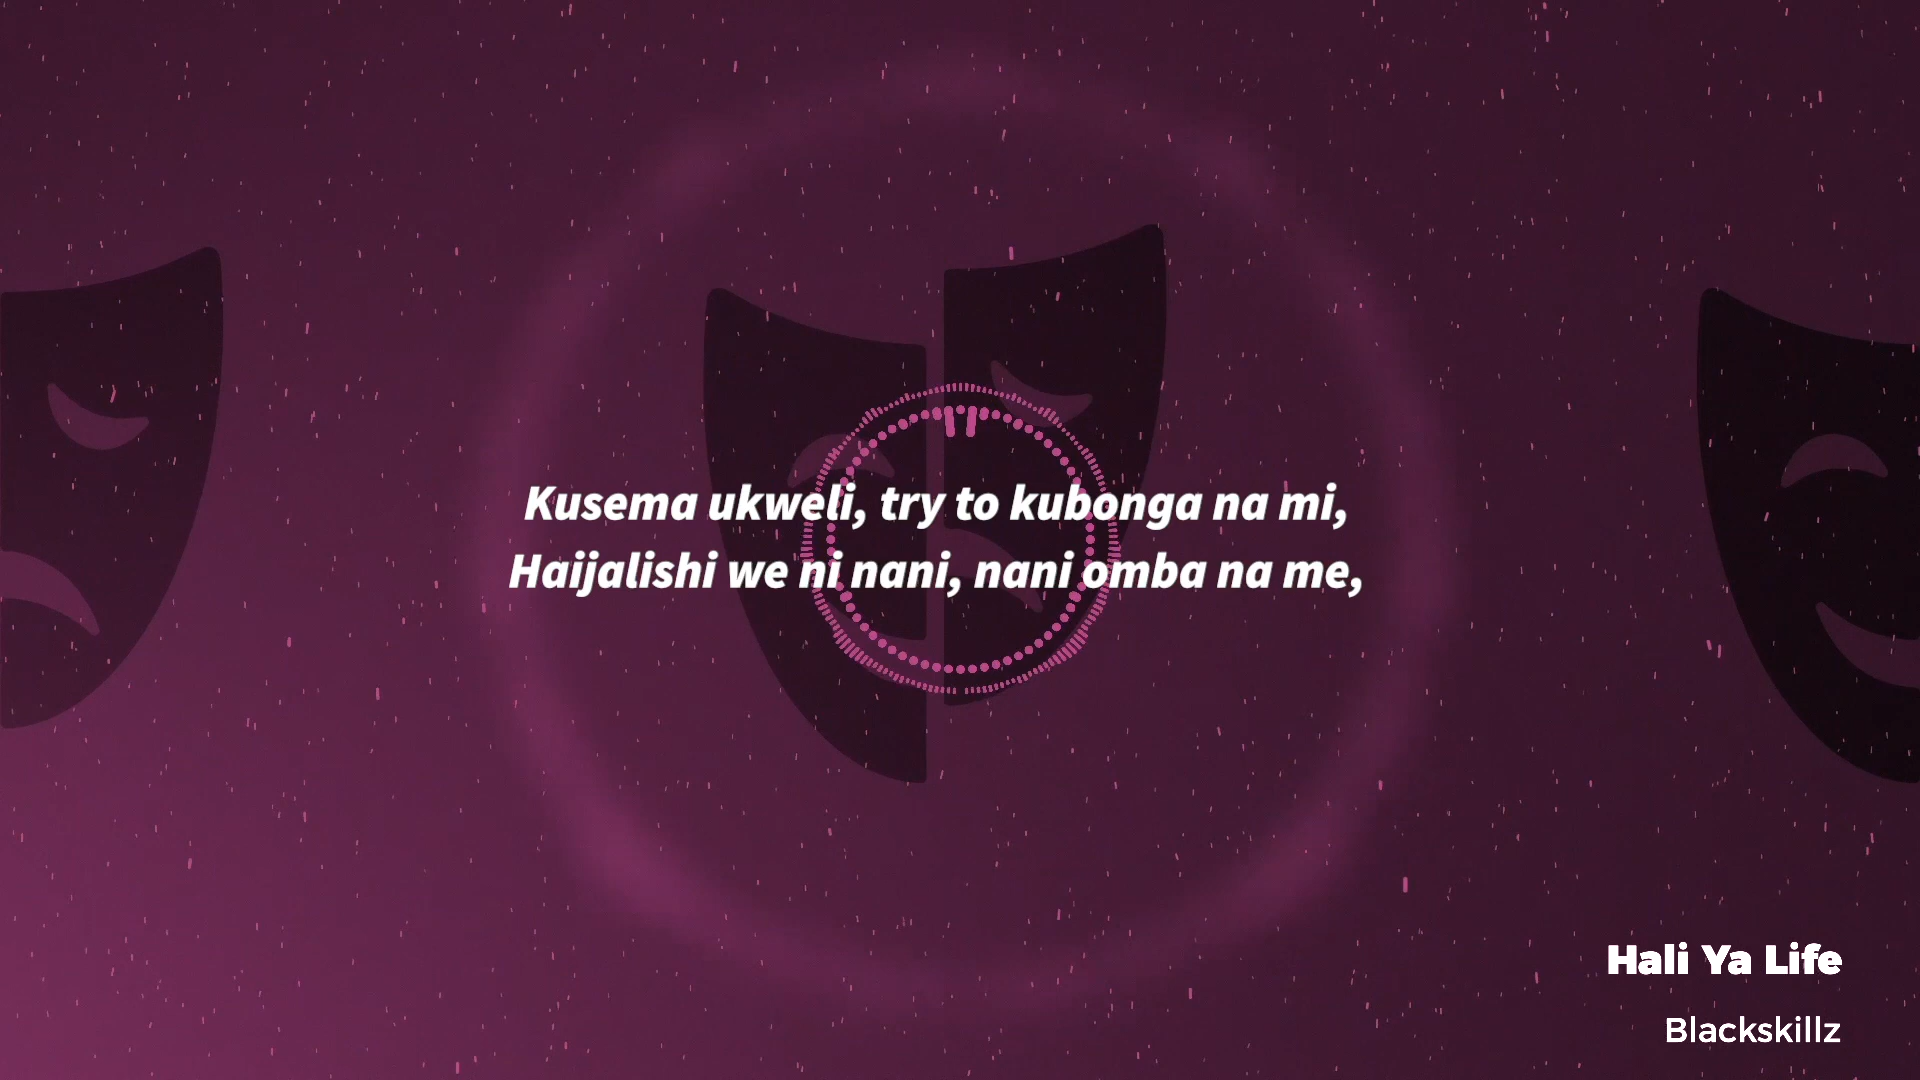 Kusema ukweli, try to kubonga na mi,
Haijalishi we ni nani, nani omba na me,
Hali Ya Life
Blackskillz